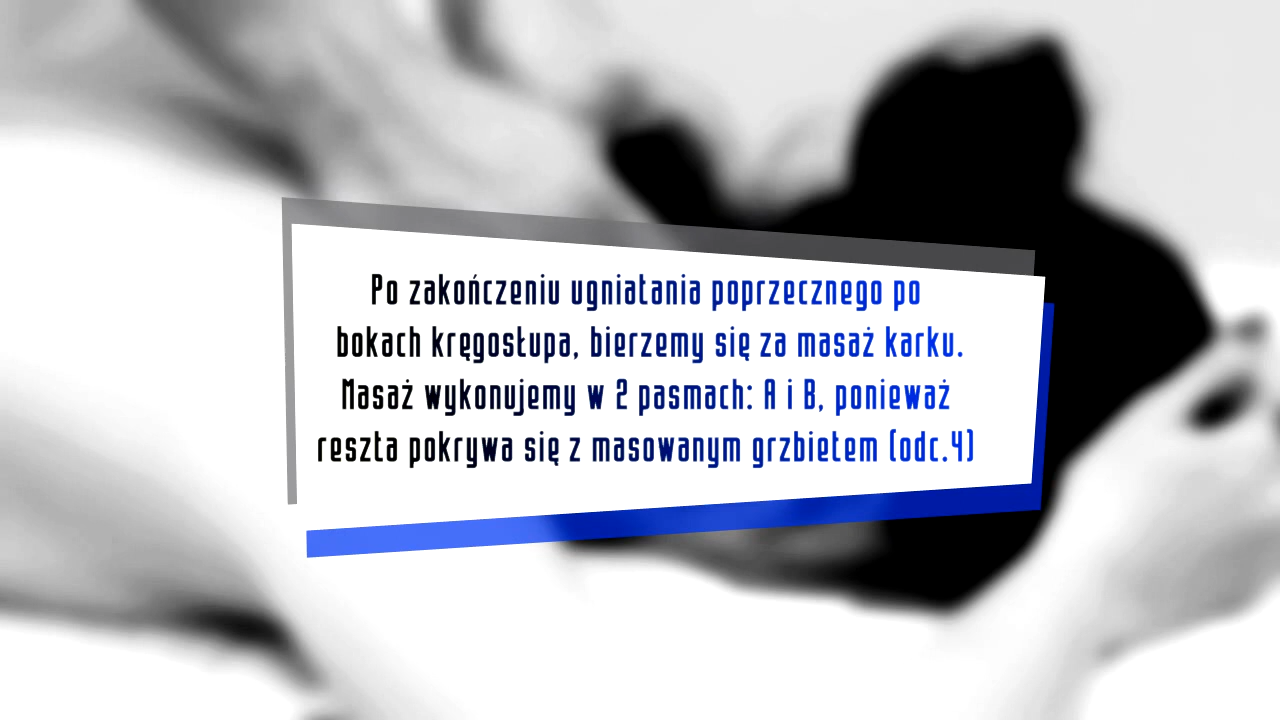 Po zakończeniu ugniatania poprzecznego po
bokach kręgosłupa, bierzemy się za masaż karku.
Masaż wykonujemy w 2 pasmach: A i B, ponieważ
reszta pokrywa się z masowanym grzbietem (odc.4)